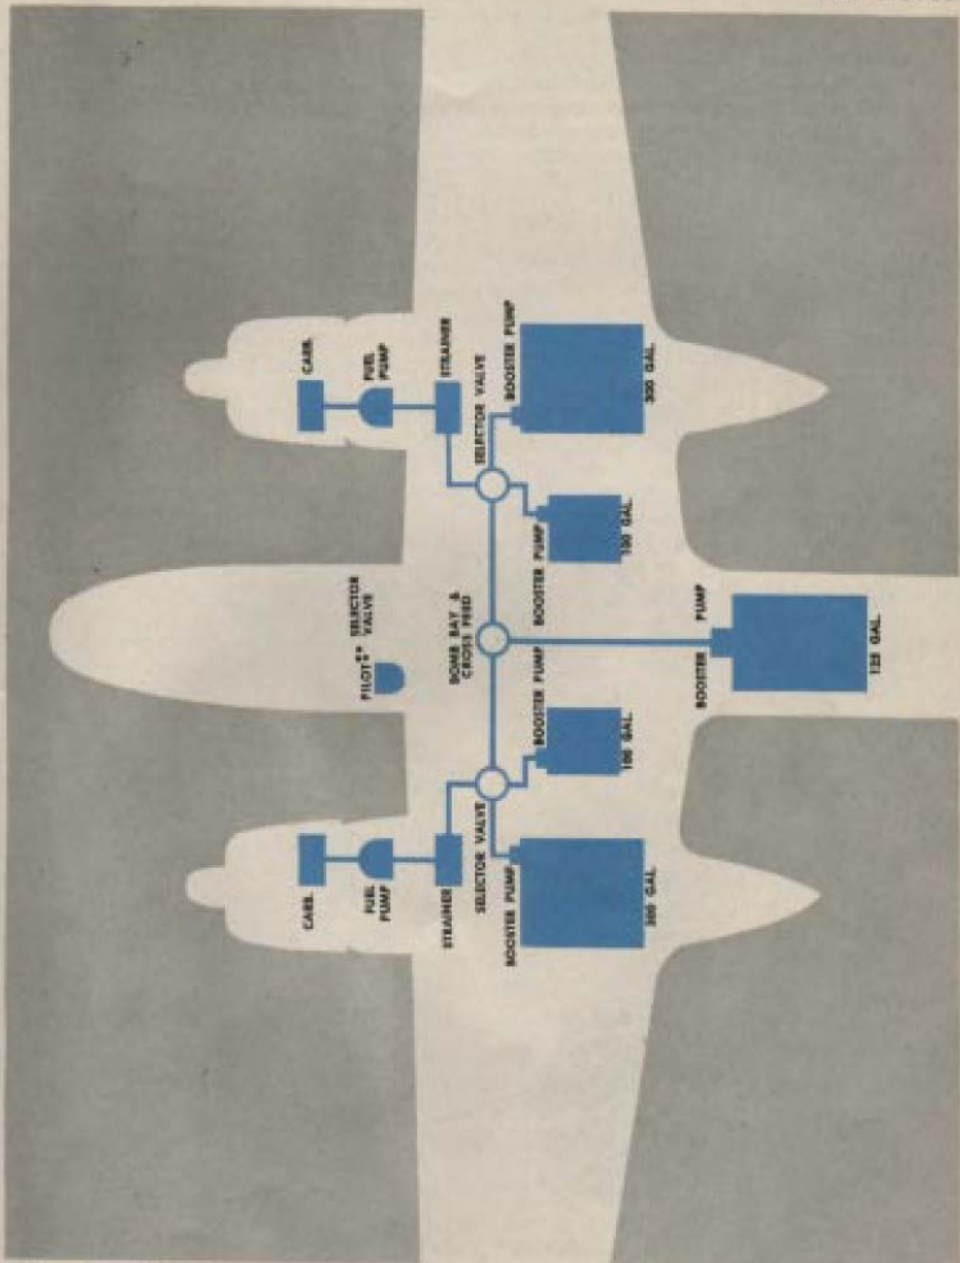 CARB.
FUEL
PUMP
STRAINER
SELECTOR VALVE
BOOSTER PUMP
300 GAL.
BOOSTER PUMP
100 GAL.
PILOT
SELECTOR
VALVE
BOMB BAY &
CROSS FEED
BOOSTER PUMP
125 GAL.
BOOSTER PUMP
100 GAL.
CARB.
FUEL
PUMP
STRAINER
SELECTOR VALVE
BOOSTER PUMP
300 GAL.